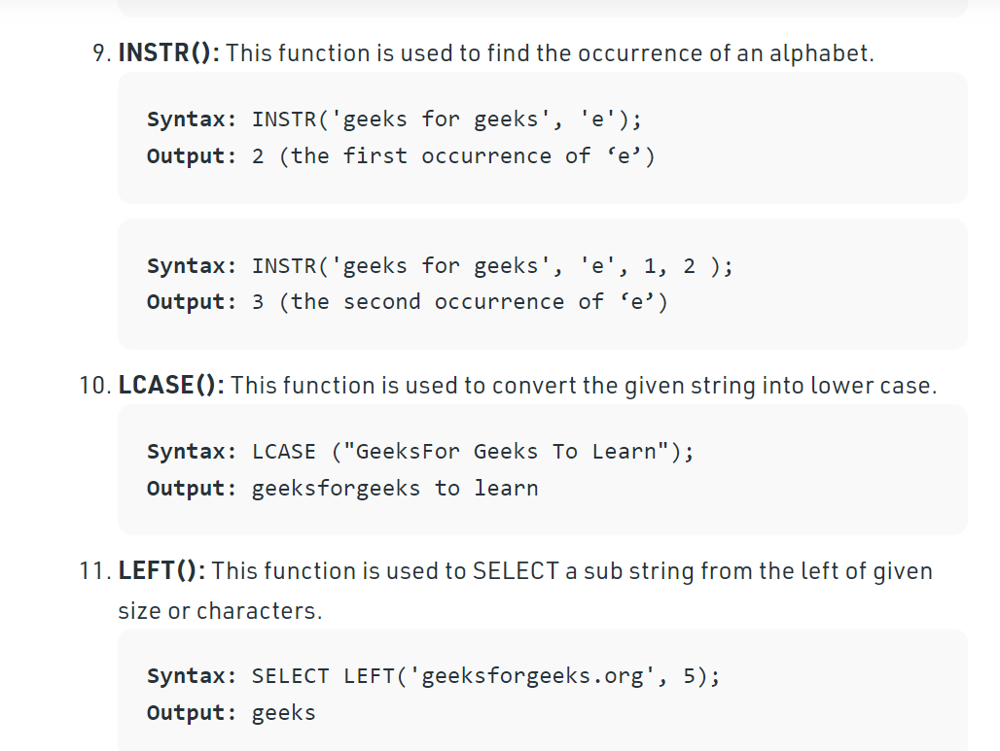 9. INSTR(): This function is used to find the occurrence of an alphabet.
Syntax: INSTR('geeks for geeks', 'e');
Output: 2 (the first occurrence of ‘e’)
Syntax: INSTR('geeks for geeks', 'e', 1, 2 );
Output: 3 (the second occurrence of ‘e’)
10. LCASE(): This function is used to convert the given string into lower case.
Syntax: LCASE ("GeeksFor Geeks To Learn");
Output: geeksforgeeks to learn
11. LEFT(): This function is used to SELECT a sub string from the left of given
size or characters.
Syntax: SELECT LEFT('geeksforgeeks.org', 5);
Output: geeks